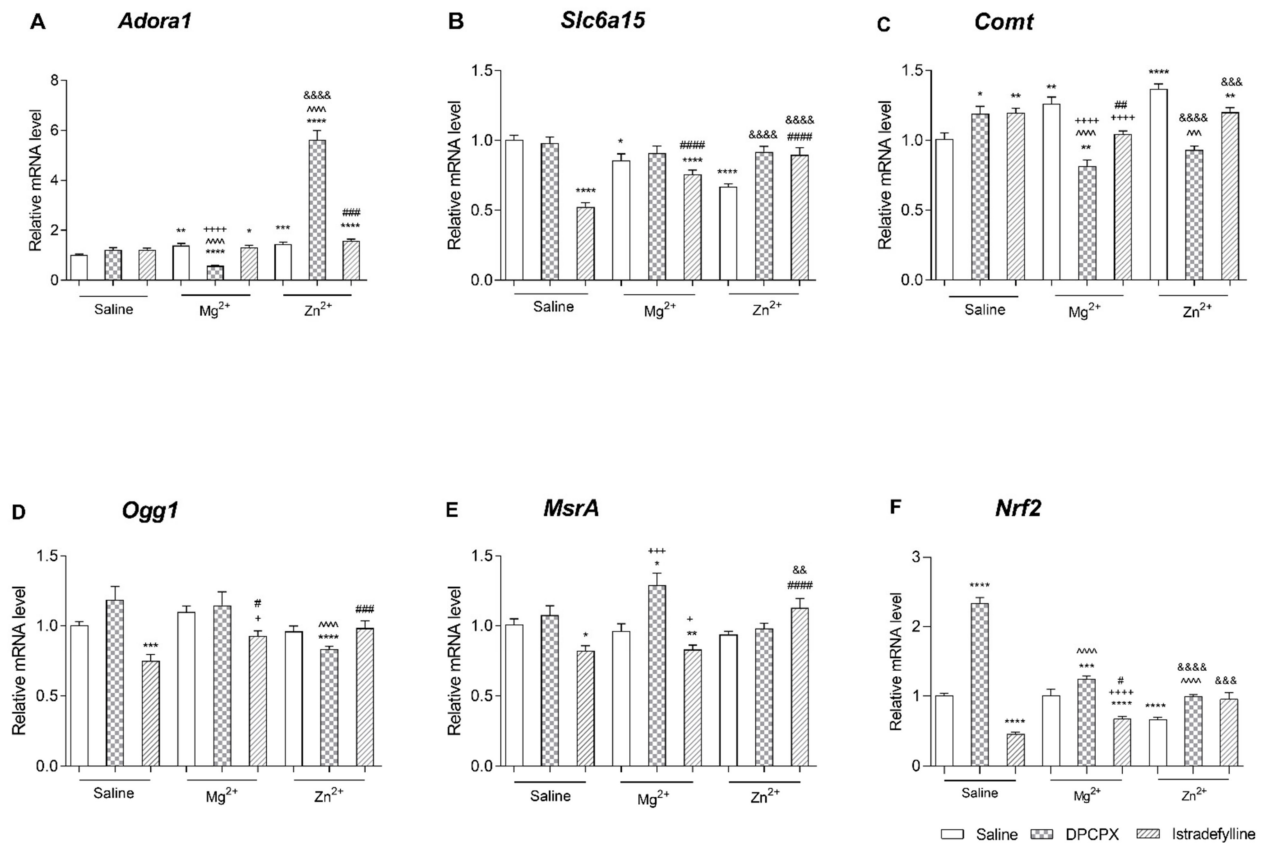 A Adora1
Relative mRNA level
8
6
4
2
0
** ++++ ^^^^ **** * *** &&&& ^^^^ **** ### ****
Saline Mg2+ Zn2+
B Slc6a15
Relative mRNA level
1.5
1.0
0.5
0.0
**** * #### **** **** &&&& &&&& ####
Saline Mg2+ Zn2+
C Comt
Relative mRNA level
1.5
1.0
0.5
0.0
* ** ** ++++ ^^^^ ** ## ++++ **** &&&& ^^^ &&& **
Saline Mg2+ Zn2+
D Ogg1
Relative mRNA level
1.5
1.0
0.5
0.0
*** # + ^^^^ **** ###
Saline Mg2+ Zn2+
E MsrA
Relative mRNA level
1.5
1.0
0.5
0.0
* +++ * + ** && ####
Saline Mg2+ Zn2+
F Nrf2
Relative mRNA level
3
2
1
0
**** **** ^^^^ *** # ++++ **** **** &&&& ^^^^ &&&
Saline Mg2+ Zn2+
Saline DPCPX Istradefylline